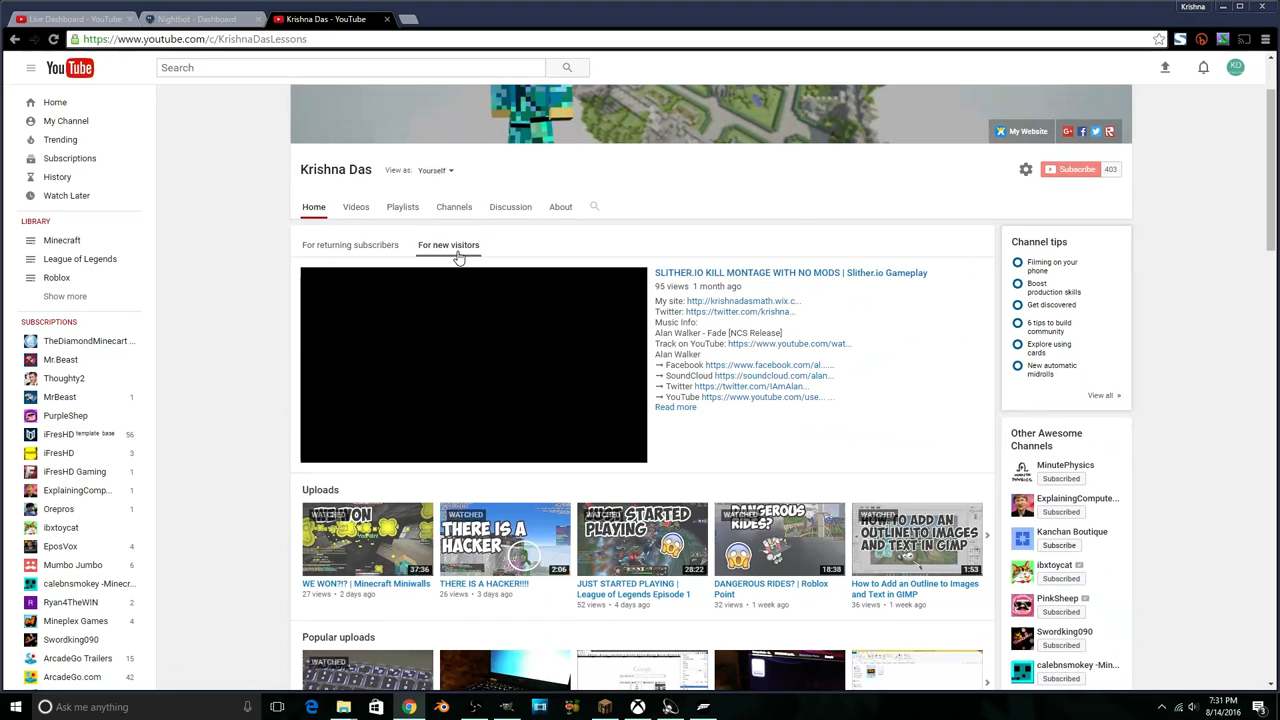 Krishna
Live Dashboard - YouTube
Nightbot - Dashboard
Krishna Das - YouTube
https://www.youtube.com/c/KrishnaDasLessons
YouTube
Search
KD
Home
My Channel
Trending
Subscriptions
History
Watch Later
LIBRARY
Minecraft
League of Legends
Roblox
Show more
SUBSCRIPTIONS
TheDiamondMinecart ...
Mr.Beast
Thoughty2
MrBeast 1
PurpleShep
iFresHD template base 56
iFresHD 3
iFresHD Gaming 1
ExplainingComp... 1
Orepros 1
ibxtoycat
EposVox 4
Mumbo Jumbo 6
calebnsmokey -Minecr...
Ryan4TheWIN 2
Mineplex Games 4
Swordking090
ArcadeGo Trailers 15
ArcadeGo.com 42
My Website
Krishna Das
View as: Yourself
Subscribe 403
Home Videos Playlists Channels Discussion About
For returning subscribers
For new visitors
SLITHER.IO KILL MONTAGE WITH NO MODS | Slither.io Gameplay
95 views 1 month ago
My site: http://krishnadasmath.wix.c...
Twitter: https://twitter.com/krishna...
Music Info:
Alan Walker - Fade [NCS Release]
Track on YouTube: https://www.youtube.com/wat...
Alan Walker
→ Facebook https://www.facebook.com/al......
→ SoundCloud https://soundcloud.com/alan...
→ Twitter https://twitter.com/IAmAlan...
→ YouTube https://www.youtube.com/use... ...
Read more
Uploads
WATCHED
WE WON?!? | Minecraft Miniwalls
37:36
27 views • 2 days ago
WATCHED
THERE IS A
HACKER!!!!
2:06
THERE IS A HACKER!!!!
26 views • 3 days ago
WATCHED
JUST STARTED
PLAYING
28:22
JUST STARTED PLAYING |
League of Legends Episode 1
52 views • 4 days ago
WATCHED
DANGEROUS
RIDES?
18:38
DANGEROUS RIDES? | Roblox
Point
32 views • 1 week ago
WATCHED
HOW TO ADD AN
OUTLINE TO IMAGES
AND TEXT IN GIMP
1:53
How to Add an Outline to Images
and Text in GIMP
36 views • 1 week ago
Popular uploads
WATCHED
Channel tips
Filming on your
phone
Boost
production skills
Get discovered
6 tips to build
community
Explore using
cards
New automatic
midrolls
View all »
Other Awesome
Channels
MinutePhysics
Subscribed
ExplainingCompute...
Subscribed
Kanchan Boutique
Subscribe
ibxtoycat
Subscribed
PinkSheep
Subscribed
Swordking090
Subscribed
calebnsmokey -Min...
Subscribed
Ask me anything
7:31 PM
8/14/2016
3